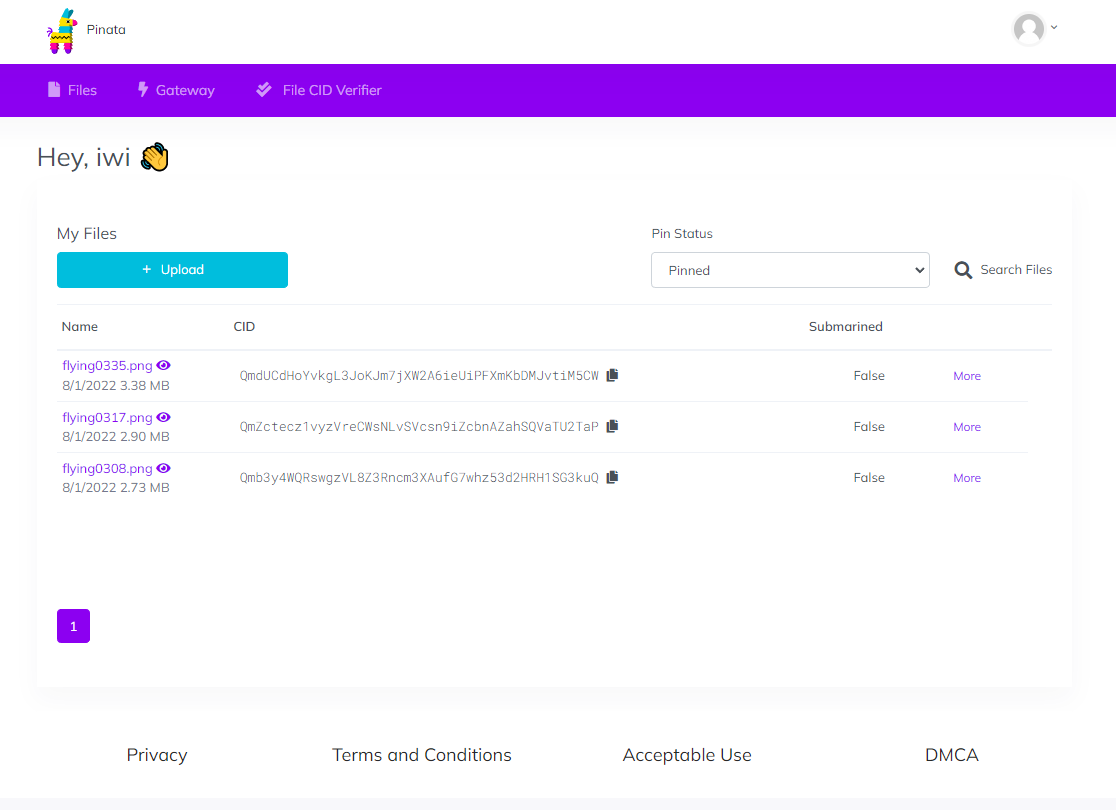 Pinata
Files Gateway File CID Verifier
Hey, iwi
My Files
Pin Status
+ Upload
Pinned
Search Files
Name CID Submarined
flying0335.png
8/1/2022 3.38 MB
QmdUCdHoYvkgL3JoKJm7jXW2A6ieUiPFXmKbDMJvtiM5CW
False
More
flying0317.png
8/1/2022 2.90 MB
QmZctecz1vyzVreCWsNLvSVcsn9iZcbnAZahSQVaTU2TaP
False
More
flying0308.png
8/1/2022 2.73 MB
Qmb3y4WQRswgzVL8Z3Rncm3XAufG7whz53d2HRH1SG3kuQ
False
More
1
Privacy Terms and Conditions Acceptable Use DMCA